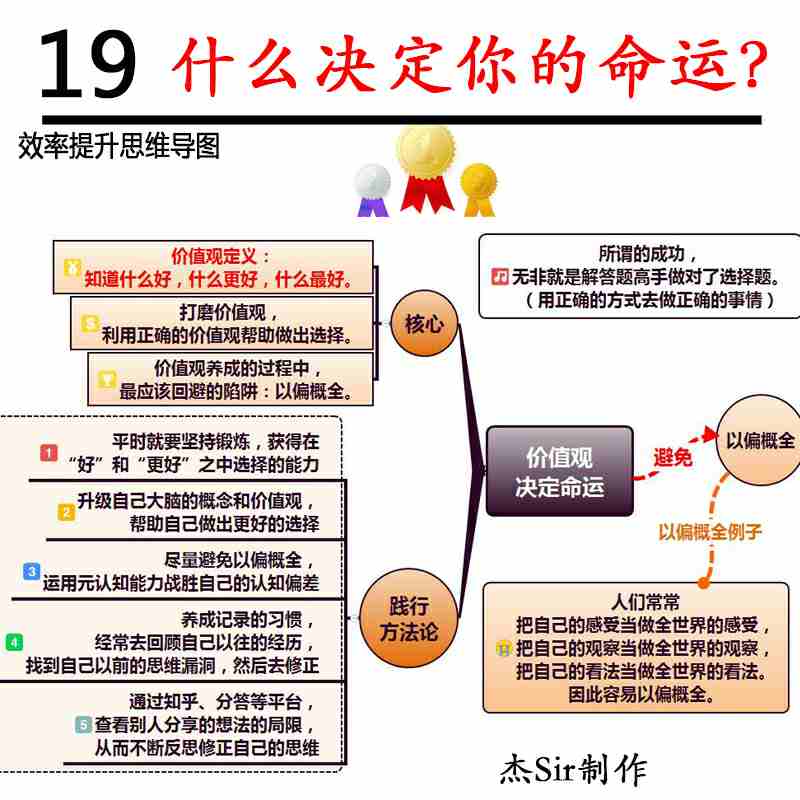 19 什么决定你的命运?
效率提升思维导图
价值观定义：
知道什么好，什么更好，什么最好。
打磨价值观，
利用正确的价值观帮助做出选择。
价值观养成的过程中，
最应该回避的陷阱：以偏概全。
核心
所谓的成功，
无非就是解答题高手做对了选择题。
（用正确的方式去做正确的事情）
价值观
决定命运
避免
以偏概全
以偏概全例子
人们常常
把自己的感受当做全世界的感受，
把自己的观察当做全世界的观察，
把自己的看法当做全世界的看法。
因此容易以偏概全。
践行
方法论
1
平时就要坚持锻炼，获得在
“好”和“更好”之中选择的能力
2
升级自己大脑的概念和价值观，
帮助自己做出更好的选择
3
尽量避免以偏概全，
运用元认知能力战胜自己的认知偏差
4
养成记录的习惯，
经常去回顾自己以往的经历，
找到自己以前的思维漏洞，然后去修正
5
通过知乎、分答等平台，
查看别人分享的想法的局限，
从而不断反思修正自己的思维
杰Sir制作